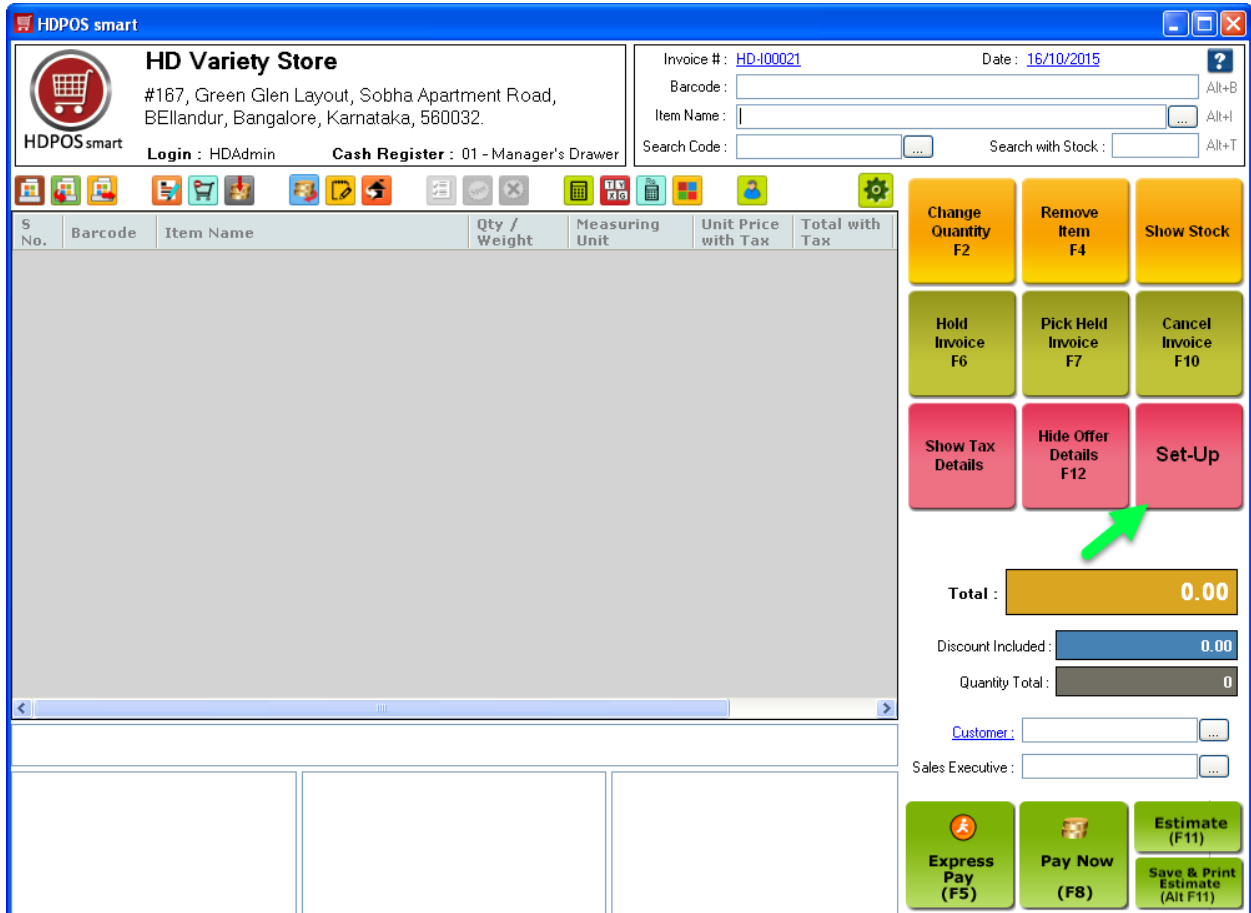 HDPOS smart
HD Variety Store
#167, Green Glen Layout, Sobha Apartment Road,
BEllandur, Bangalore, Karnataka, 560032.
HDPOS smart
Login : HDAdmin Cash Register : 01 - Manager's Drawer
Invoice # : HD-I00021 Date : 16/10/2015 ?
Barcode : Alt+B
Item Name : ... Alt+I
Search Code : ... Search with Stock : Alt+T
S No. Barcode Item Name Qty / Weight Measuring Unit Unit Price with Tax Total with Tax
Change
Quantity
F2
Remove
Item
F4
Show Stock
Hold
Invoice
F6
Pick Held
Invoice
F7
Cancel
Invoice
F10
Show Tax
Details
Hide Offer
Details
F12
Set-Up
Total : 0.00
Discount Included : 0.00
Quantity Total : 0
Customer : ...
Sales Executive : ...
Express
Pay
(F5)
Pay Now
(F8)
Estimate
(F11)
Save & Print
Estimate
(Alt F11)